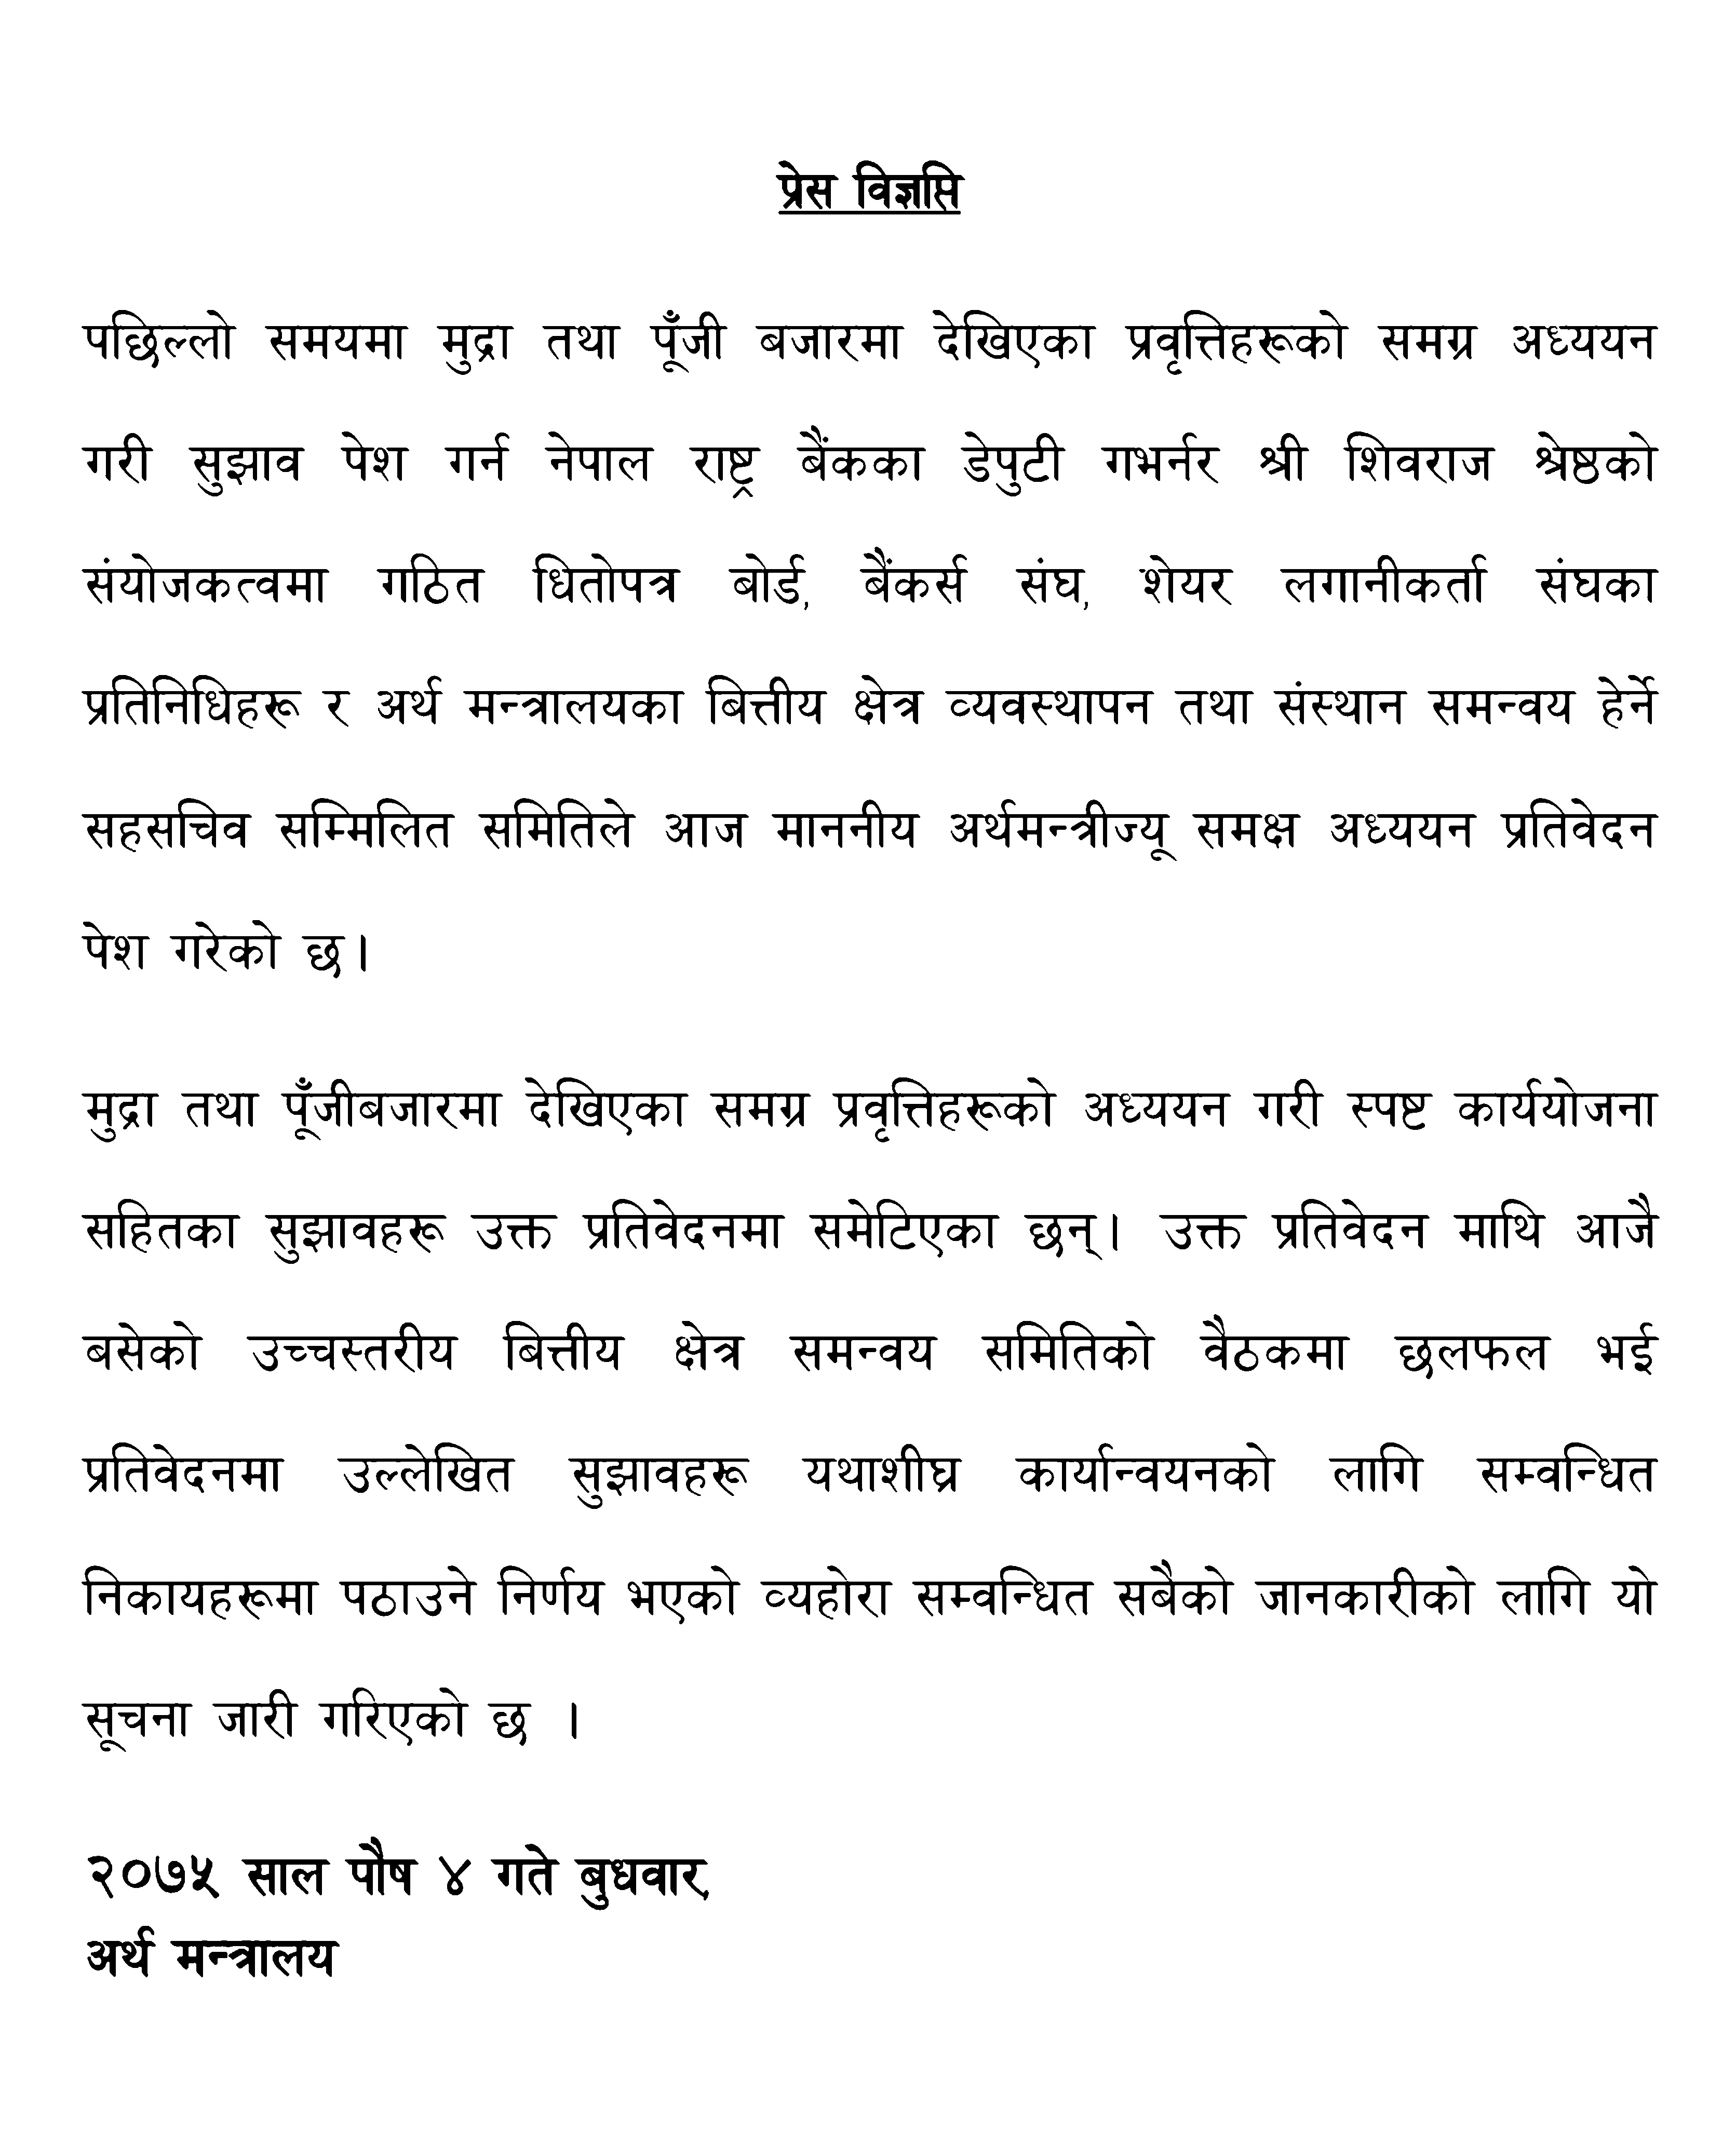 प्रेस विज्ञप्ति
पछिल्लो समयमा मुद्रा तथा पूँजी बजारमा देखिएका प्रवृत्तिहरूको समग्र अध्ययन
गरी सुझाव पेश गर्न नेपाल राष्ट्र बैंकका डेपुटी गभर्नर श्री शिवराज श्रेष्ठको
संयोजकत्वमा गठित धितोपत्र बोर्ड, बैंकर्स संघ, शेयर लगानीकर्ता संघका
प्रतिनिधिहरू र अर्थ मन्त्रालयका बित्तीय क्षेत्र व्यवस्थापन तथा संस्थान समन्वय हेर्ने
सहसचिव सम्मिलित समितिले आज माननीय अर्थमन्त्रीज्यू समक्ष अध्ययन प्रतिवेदन
पेश गरेको छ।
मुद्रा तथा पूँजीबजारमा देखिएका समग्र प्रवृत्तिहरूको अध्ययन गरी स्पष्ट कार्ययोजना
सहितका सुझावहरू उक्त प्रतिवेदनमा समेटिएका छन्। उक्त प्रतिवेदन माथि आजै
बसेको उच्चस्तरीय बित्तीय क्षेत्र समन्वय समितिको वैठकमा छलफल भई
प्रतिवेदनमा उल्लेखित सुझावहरू यथाशीघ्र कार्यान्वयनको लागि सम्वन्धित
निकायहरूमा पठाउने निर्णय भएको व्यहोरा सम्वन्धित सबैको जानकारीको लागि यो
सूचना जारी गरिएको छ ।
२०७५ साल पौष ४ गते बुधवार,
अर्थ मन्त्रालय